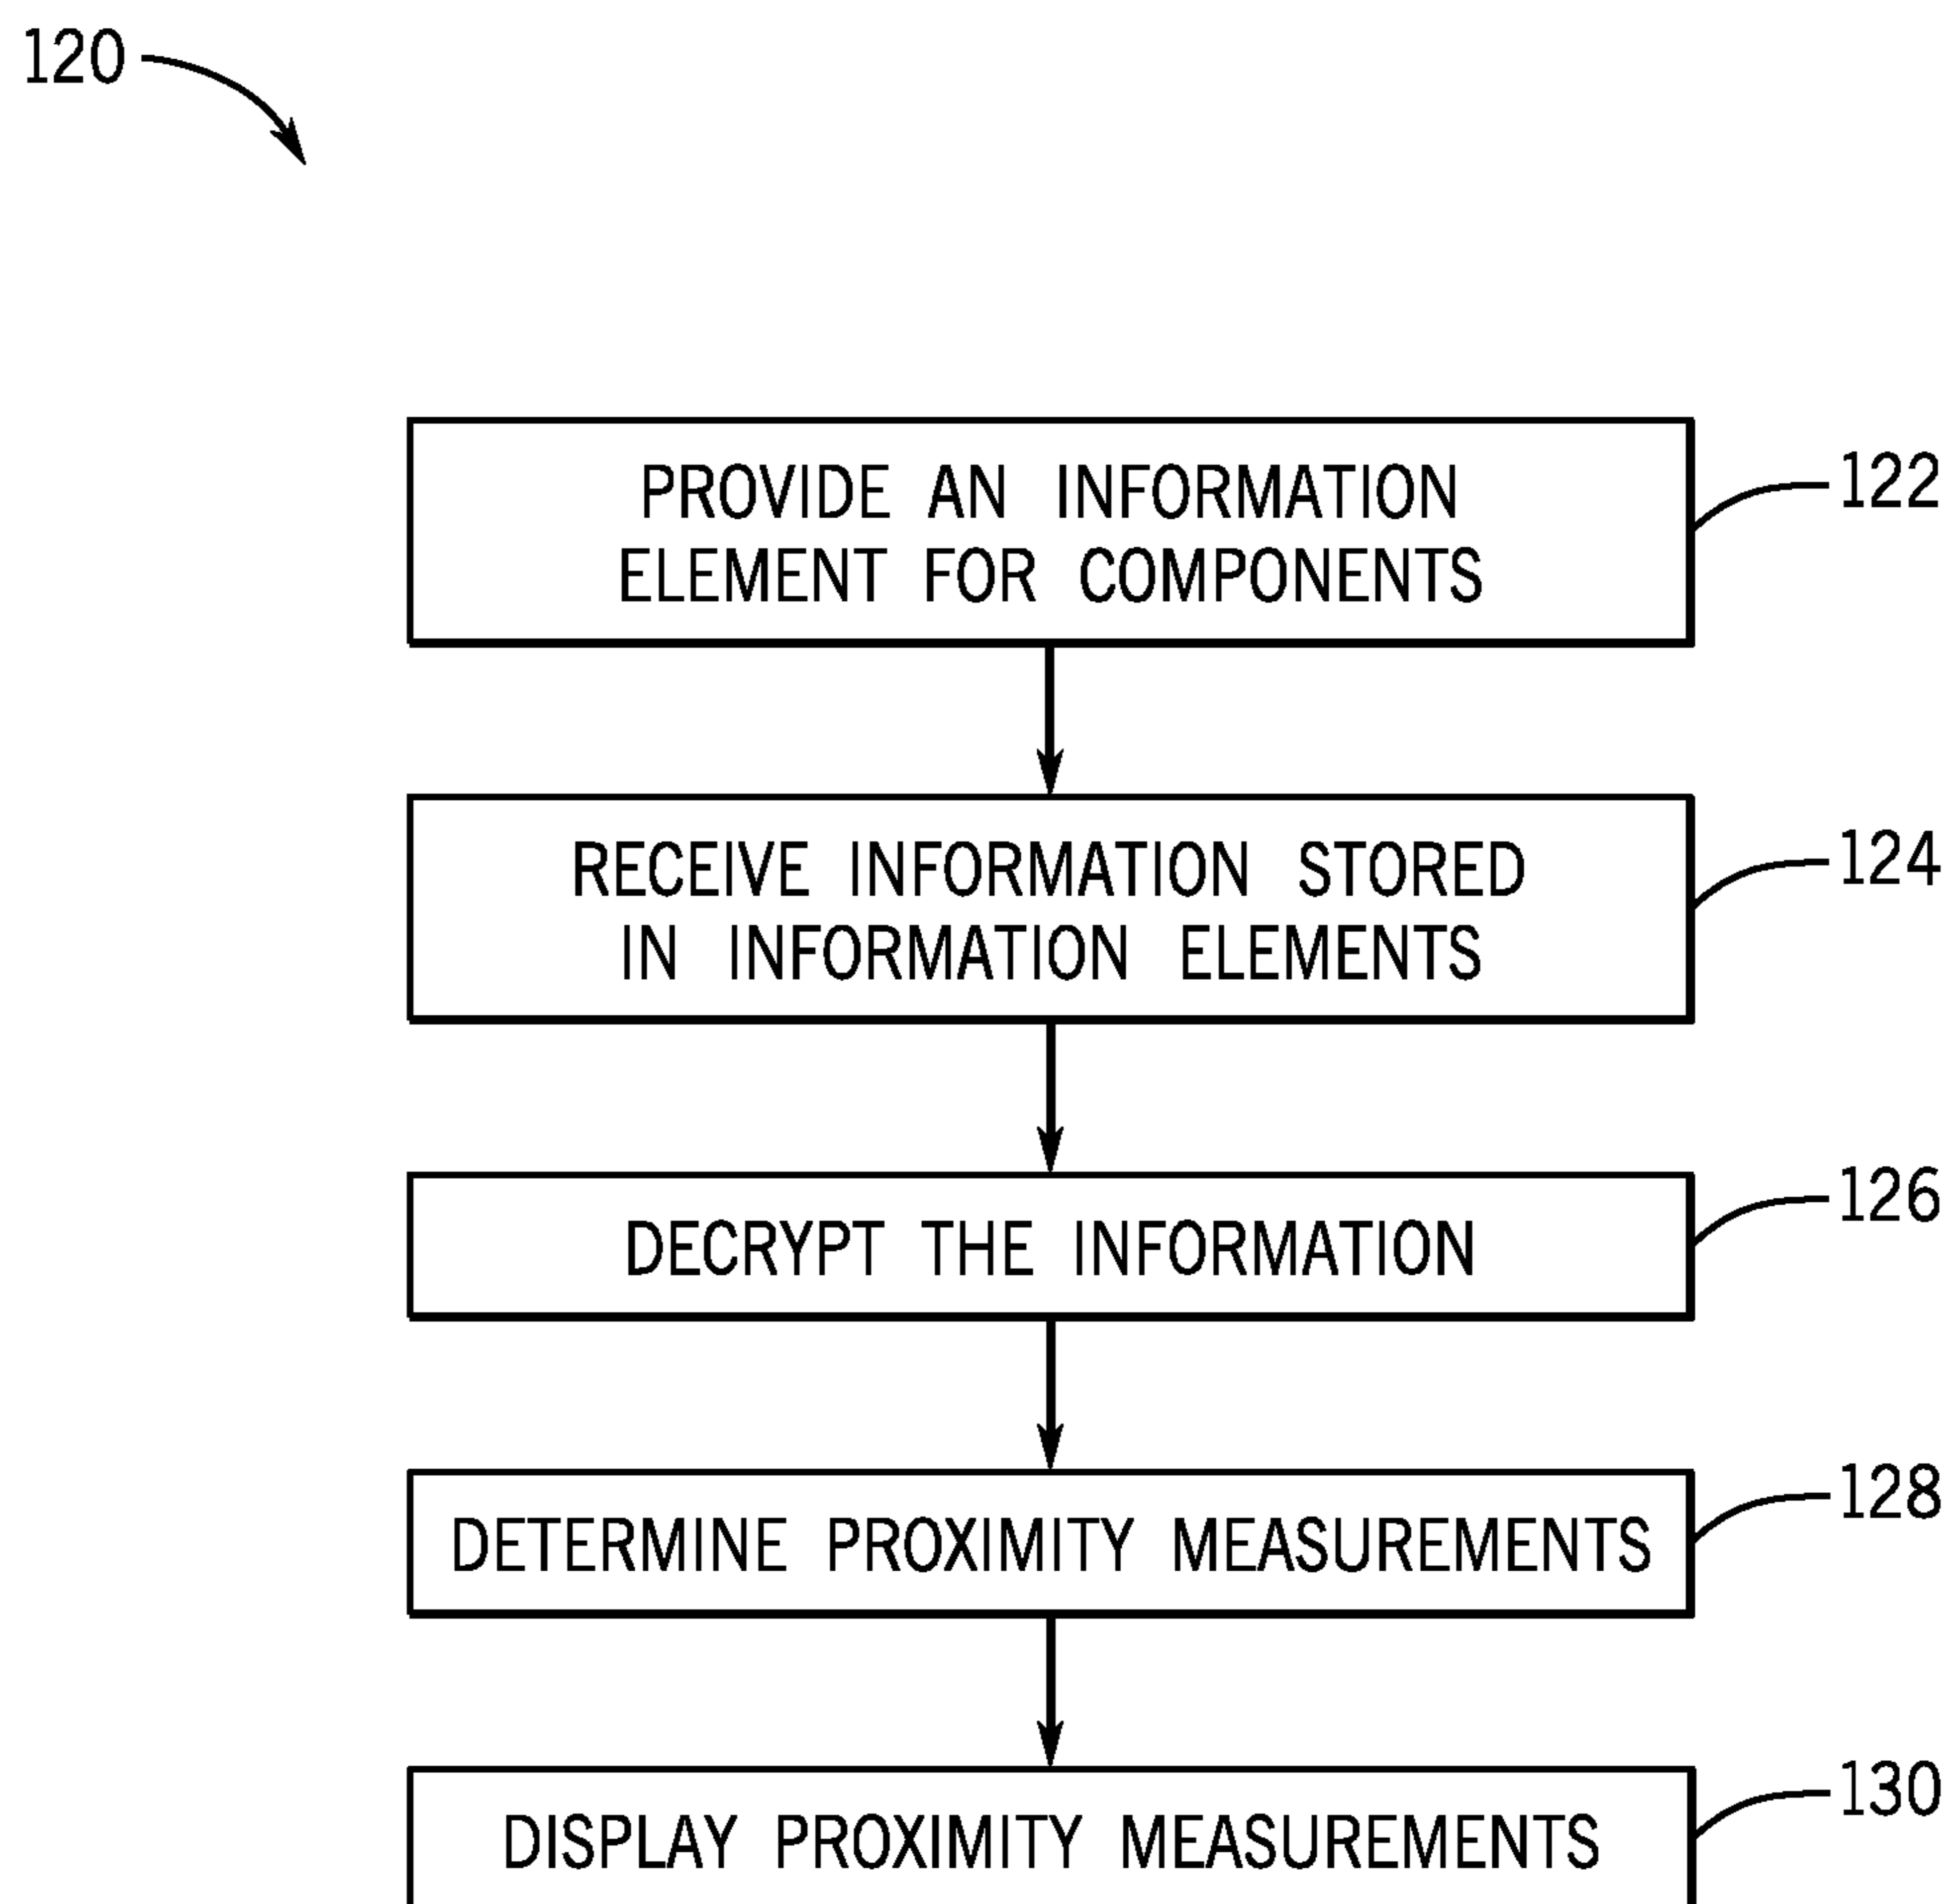 120
PROVIDE AN INFORMATION
ELEMENT FOR COMPONENTS
122
RECEIVE INFORMATION STORED
IN INFORMATION ELEMENTS
124
DECRYPT THE INFORMATION
126
DETERMINE PROXIMITY MEASUREMENTS
128
DISPLAY PROXIMITY MEASUREMENTS
130